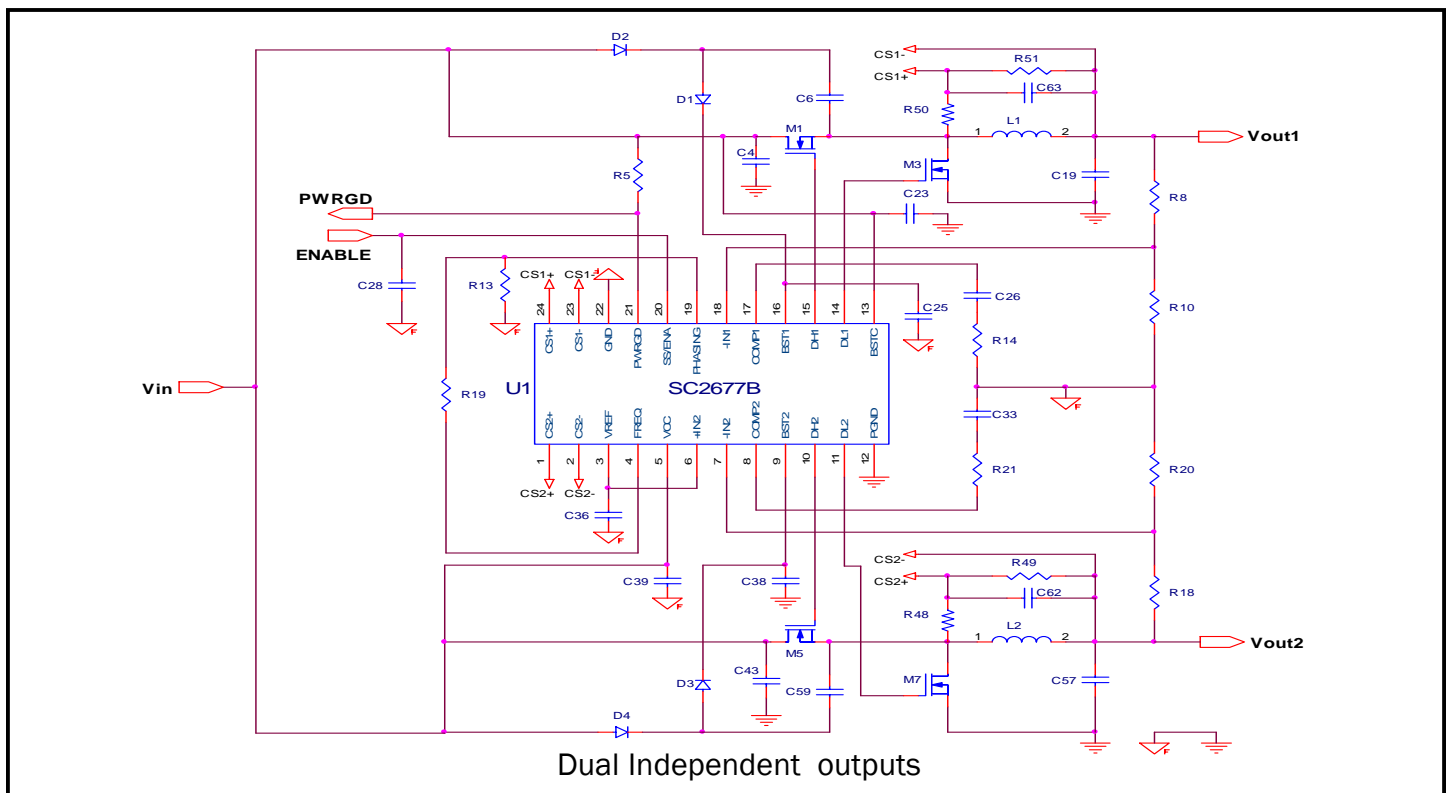 D2
CS1-
R51
CS1+
D1
C6
C63
R50
M1
L1
1
2
Vout1
C4
R5
M3
C19
R8
PWRGD
C23
ENABLE
C28
R13
CS1+
CS1-
F
24
23
22
21
20
19
18
17
16
15
14
13
C25
C26
R10
CS1+
CS1-
GND
PWRGD
SS/ENA
PHASING
-IN1
COMP1
BST1
DH1
DL1
BSTC
F
F
F
R14
Vin
R19
U1
SC2677B
F
CS2+
CS2-
VREF
FREQ
VCC
+IN2
-IN2
COMP2
BST2
DH2
DL2
PGND
C33
R21
R20
1
2
3
4
5
6
7
8
9
10
11
12
CS2+
CS2-
C36
F
CS2-
C39
C38
CS2+
R49
F
C62
R18
R48
L2
1
2
Vout2
M5
C43
D3
C59
M7
C57
D4
F
Dual Independent outputs